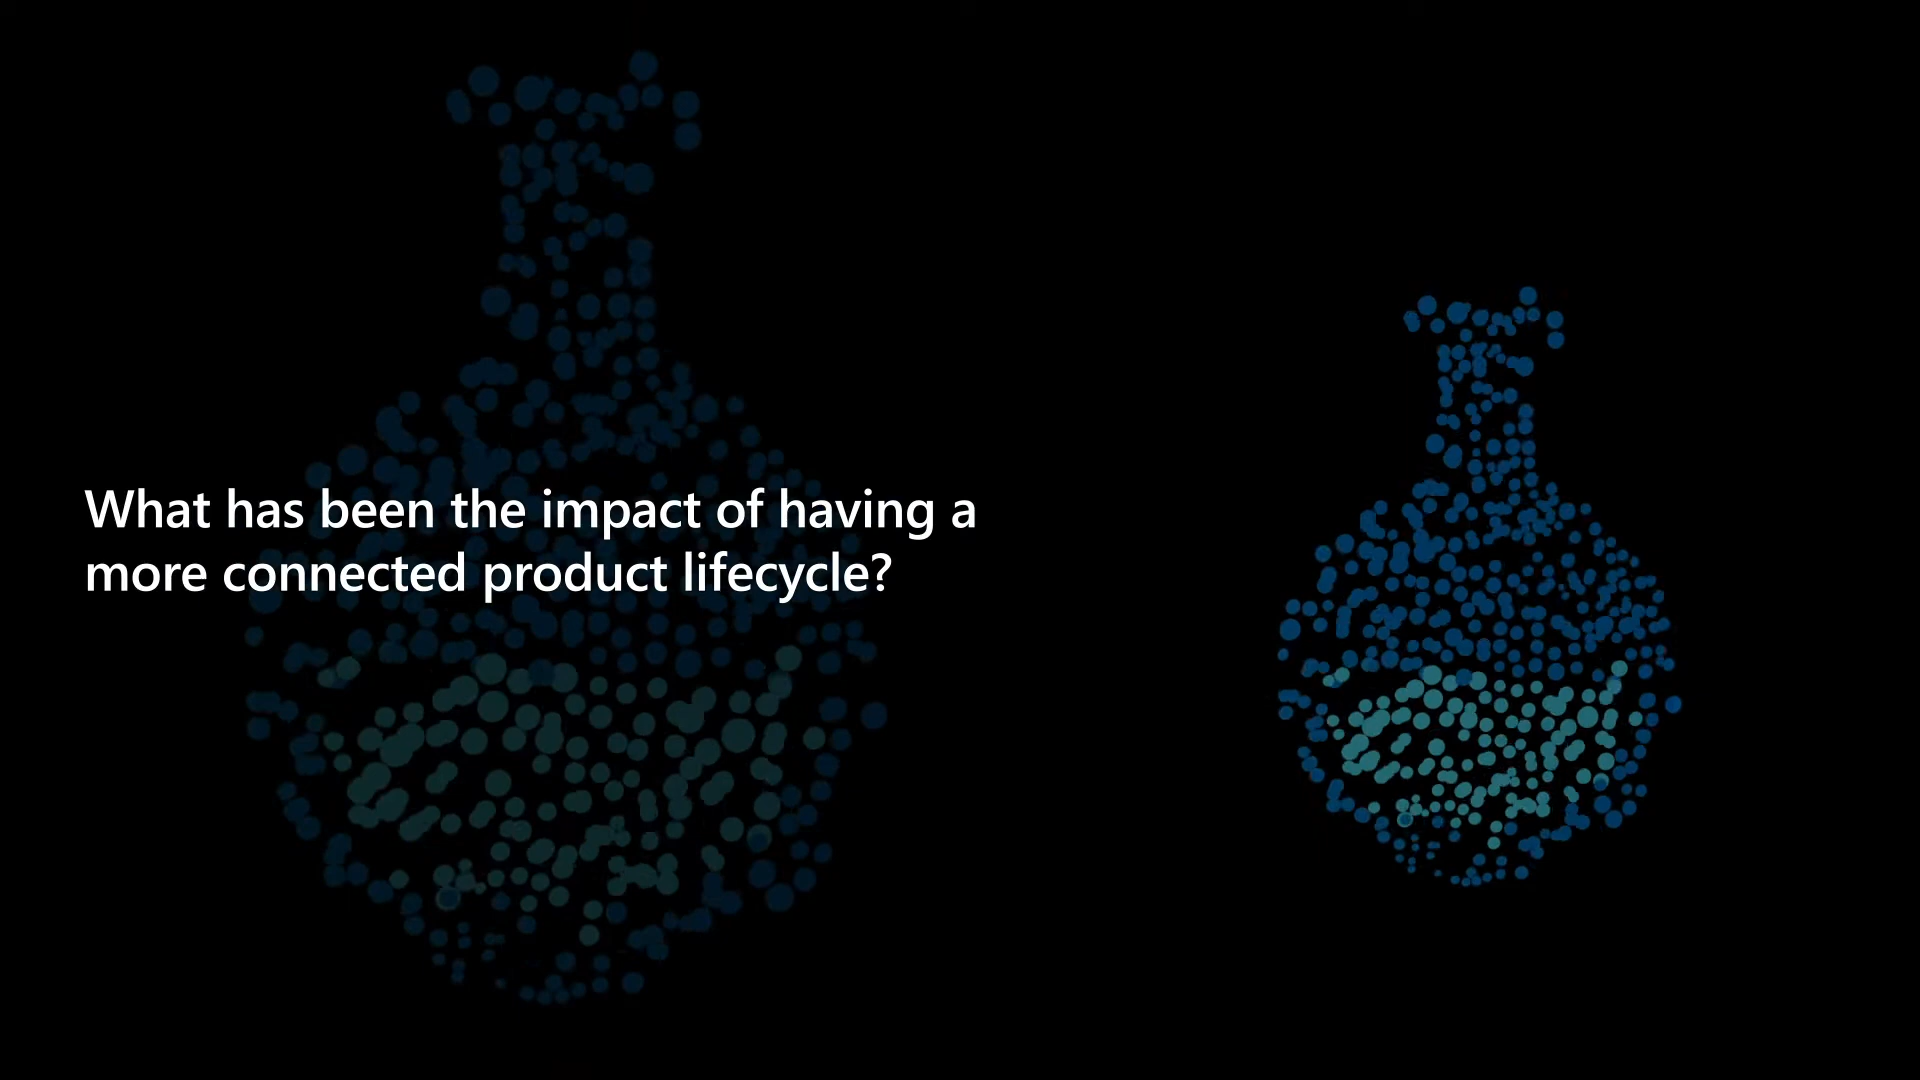 What has been the impact of having a
more connected product lifecycle?